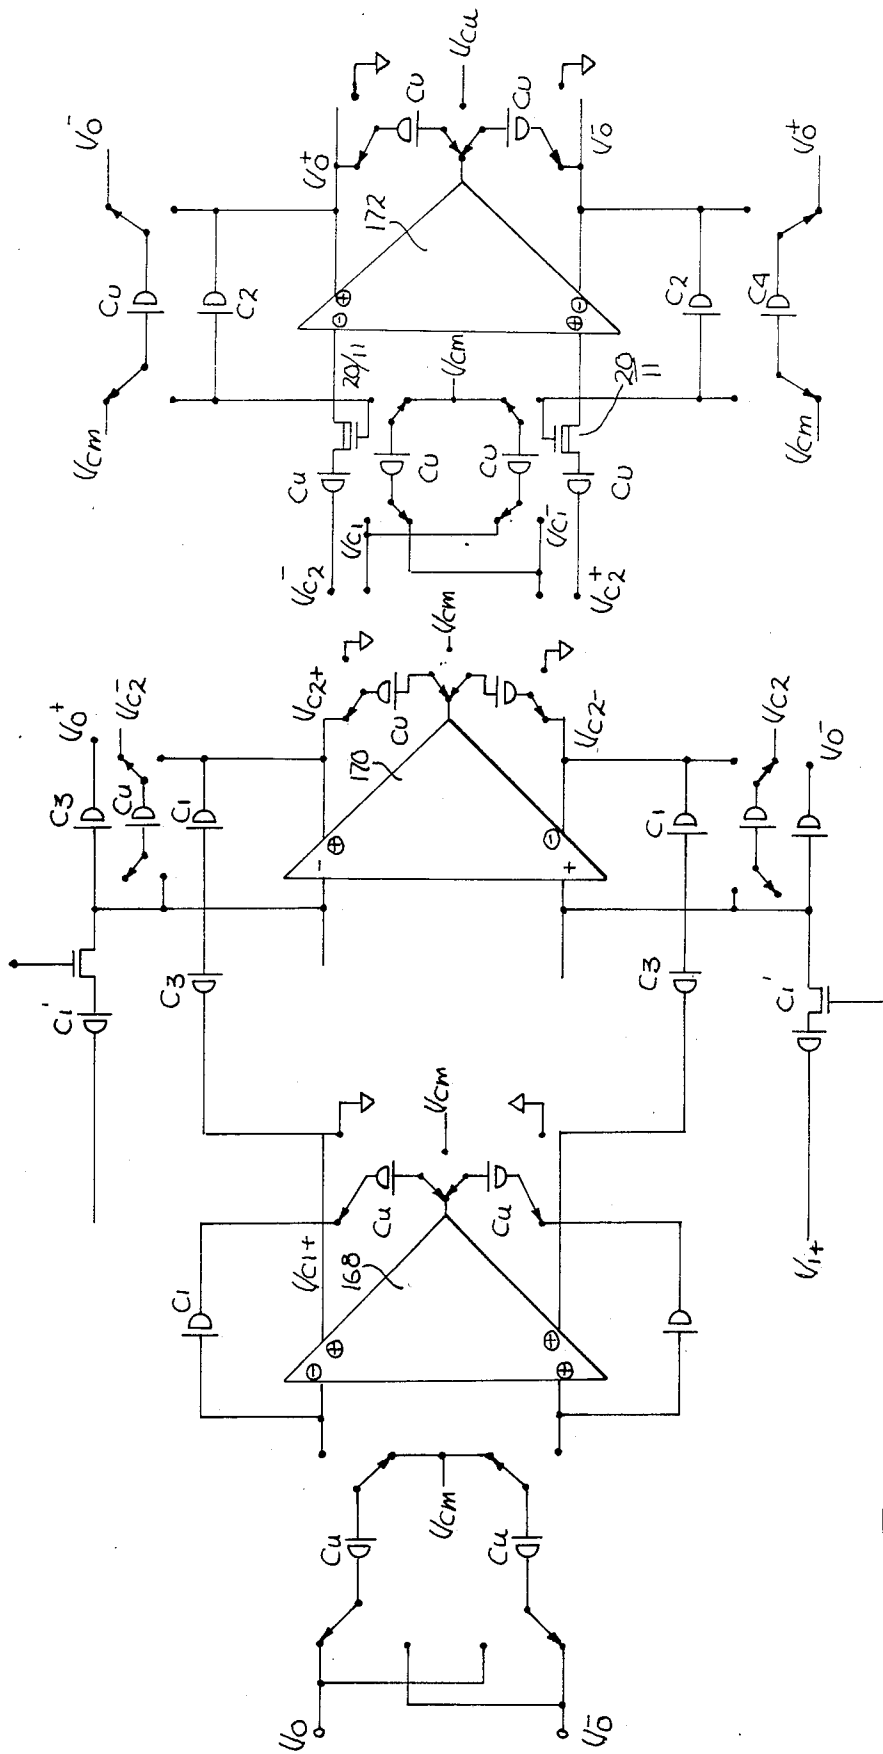 V0-
VCM
CU
C2
V0+
CU
VCU
CU
V0-
172
20/11
CU
VC2-
VC1
CU
VCM
CU
VC1-
20
11
CU
VC2+
C2
C4
V0+
VCM
V0+
C3
VC2-
CU
C1
C1'
C3
VC2+
CU
VCM
170
-
+
VC2-
C1
C3
VC2
V0-
C1'
V1+
C1
VC1+
168
CU
CU
VCM
CU
VCM
CU
V0
V0-